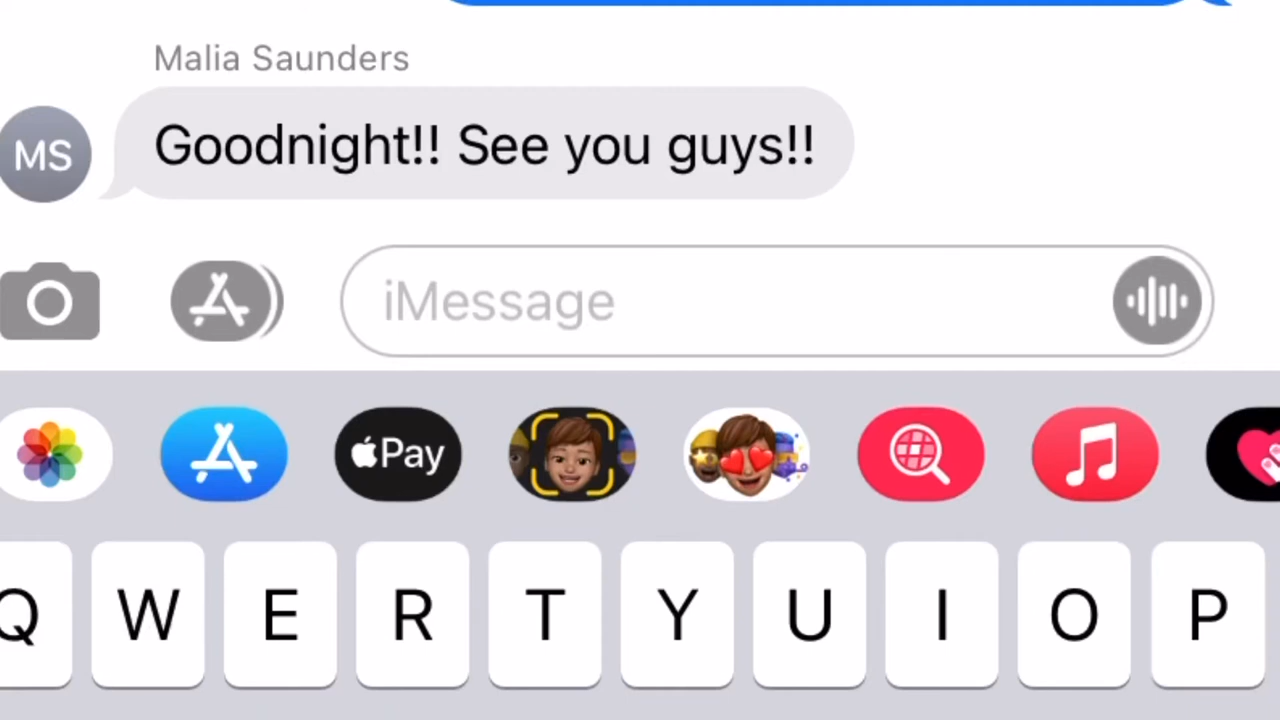 Malia Saunders
MS
Goodnight!! See you guys!!
iMessage
Pay
Q W E R T Y U I O P